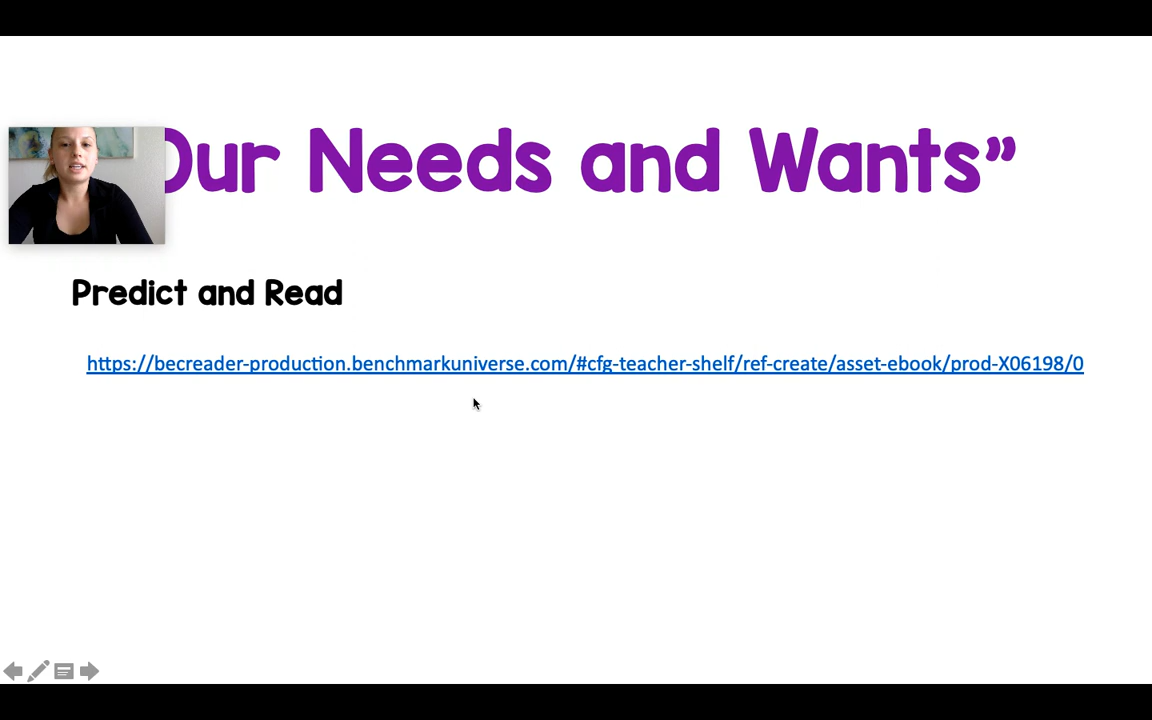 Our Needs and Wants”
Predict and Read
https://becreader-production.benchmarkuniverse.com/#cfg-teacher-shelf/ref-create/asset-ebook/prod-X06198/0